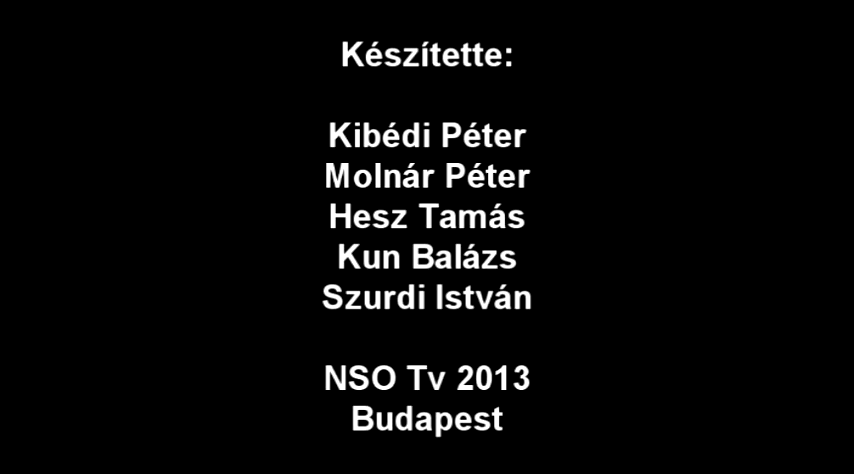 Készítette:
Kibédi Péter
Molnár Péter
Hesz Tamás
Kun Balázs
Szurdi István
NSO Tv 2013
Budapest